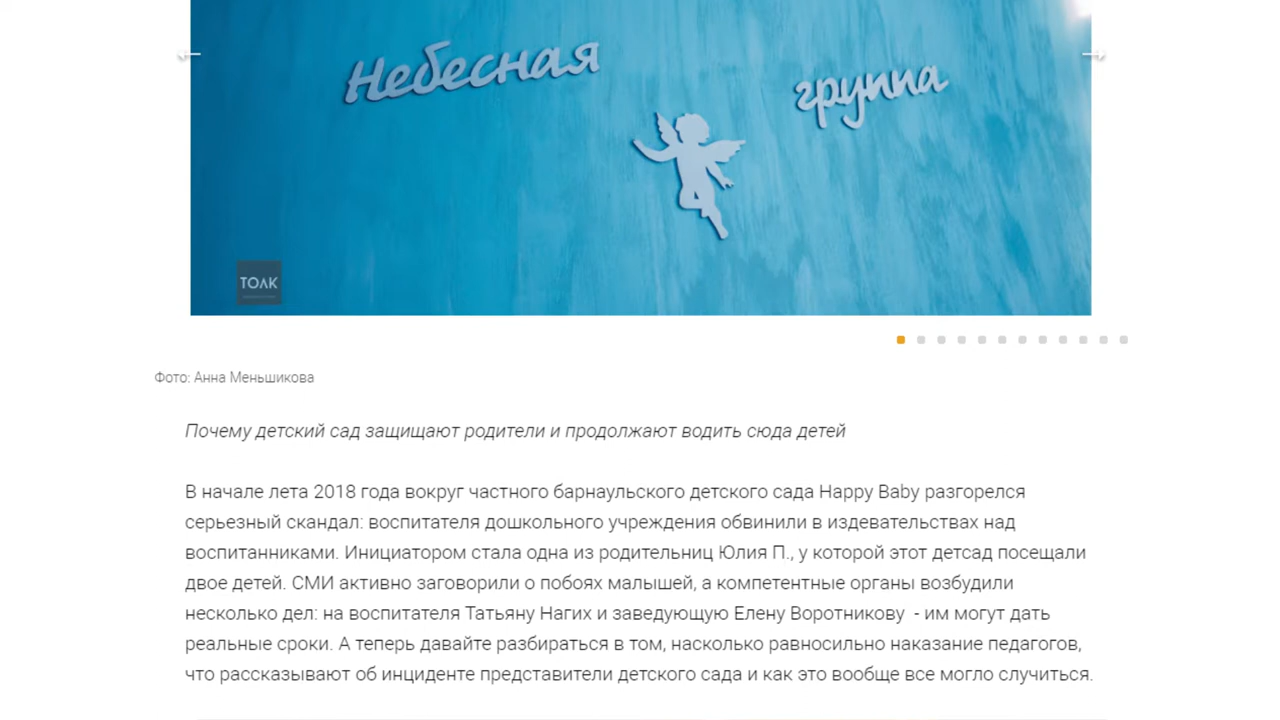 Небесная группа
ТОЛК
Фото: Анна Меньшикова
Почему детский сад защищают родители и продолжают водить сюда детей
В начале лета 2018 года вокруг частного барнаульского детского сада Happy Baby разгорелся
серьезный скандал: воспитателя дошкольного учреждения обвинили в издевательствах над
воспитанниками. Инициатором стала одна из родительниц Юлия П., у которой этот детсад посещали
двое детей. СМИ активно заговорили о побоях малышей, а компетентные органы возбудили
несколько дел: на воспитателя Татьяну Нагих и заведующую Елену Воротникову  - им могут дать
реальные сроки. А теперь давайте разбираться в том, насколько равносильно наказание педагогов,
что рассказывают об инциденте представители детского сада и как это вообще все могло случиться.